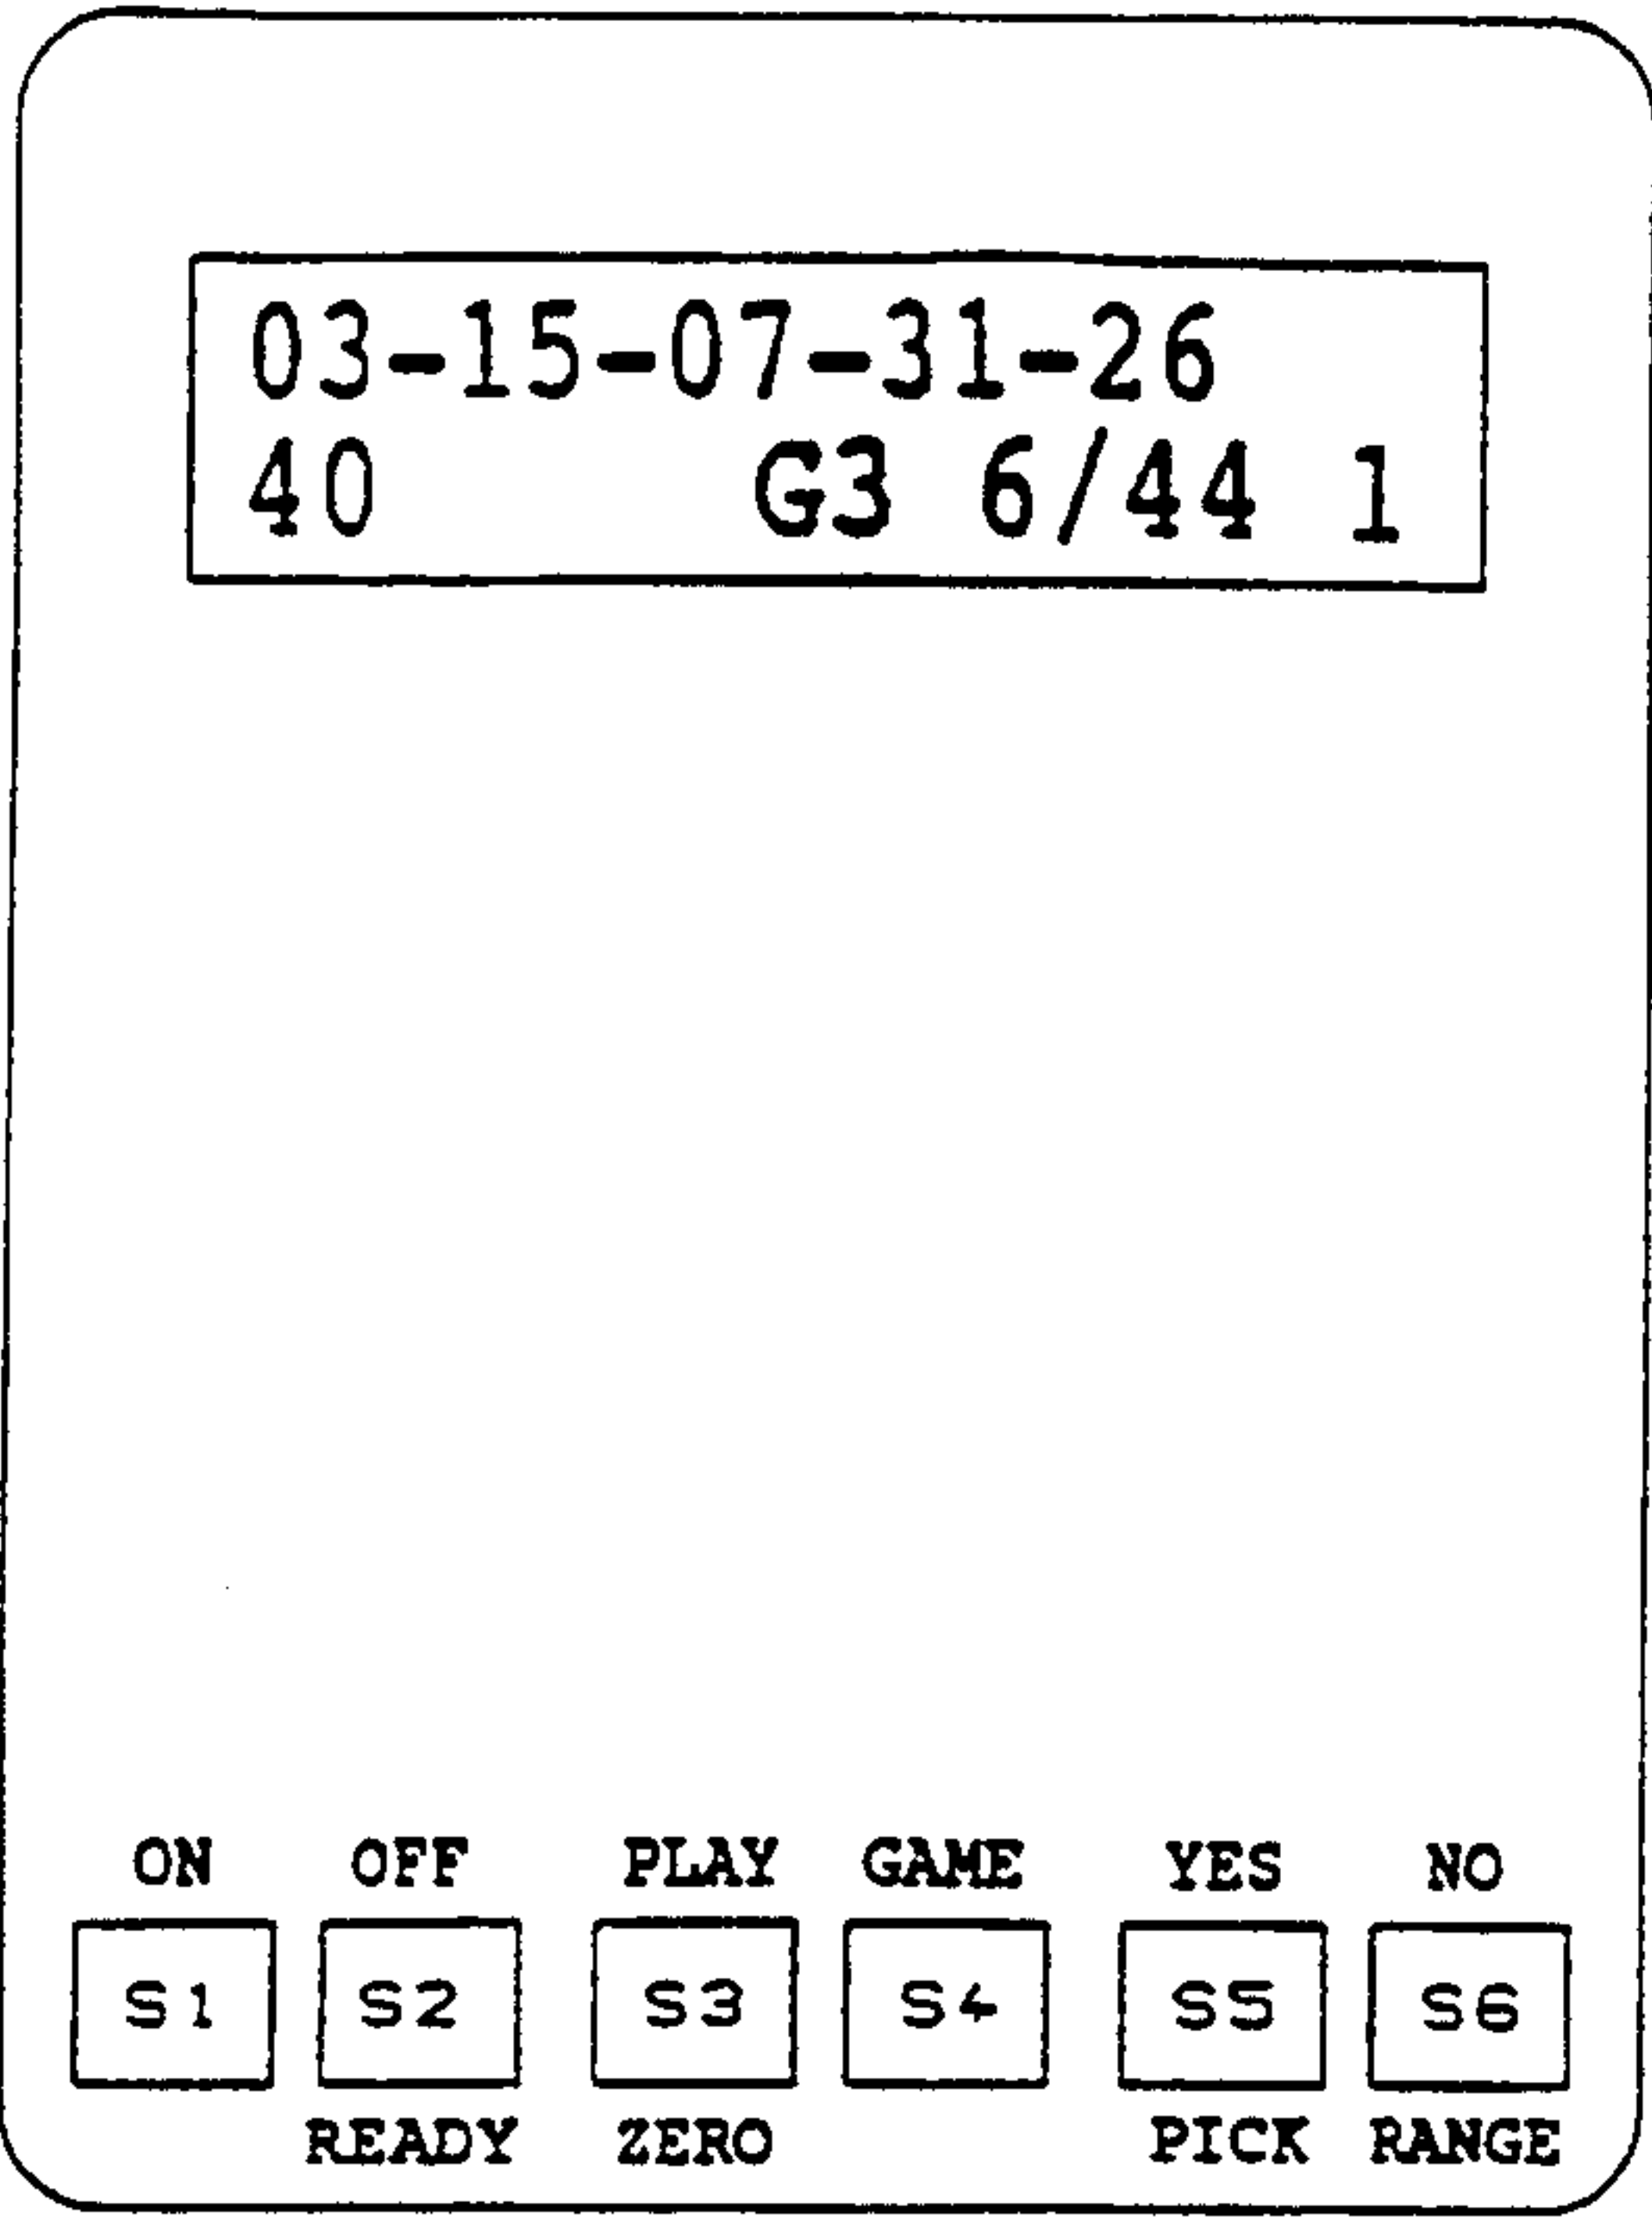 03-15-07-31-26
40 G3 6/44 1
ON OFF PLAY GAME YES NO
S1 S2 S3 S4 S5 S6
READY ZERO PICK RANGE